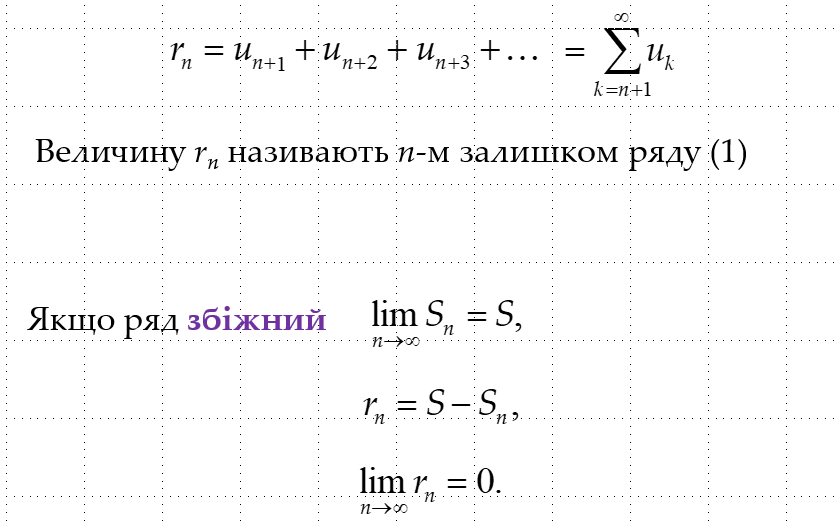 rₙ = uₙ₊₁ + uₙ₊₂ + uₙ₊₃ + … = ∑_{k=n+1}^{∞} uₖ
Величину rₙ називають n-м залишком ряду (1)
Якщо ряд збіжний lim_{n→∞} Sₙ = S,
rₙ = S − Sₙ,
lim_{n→∞} rₙ = 0.